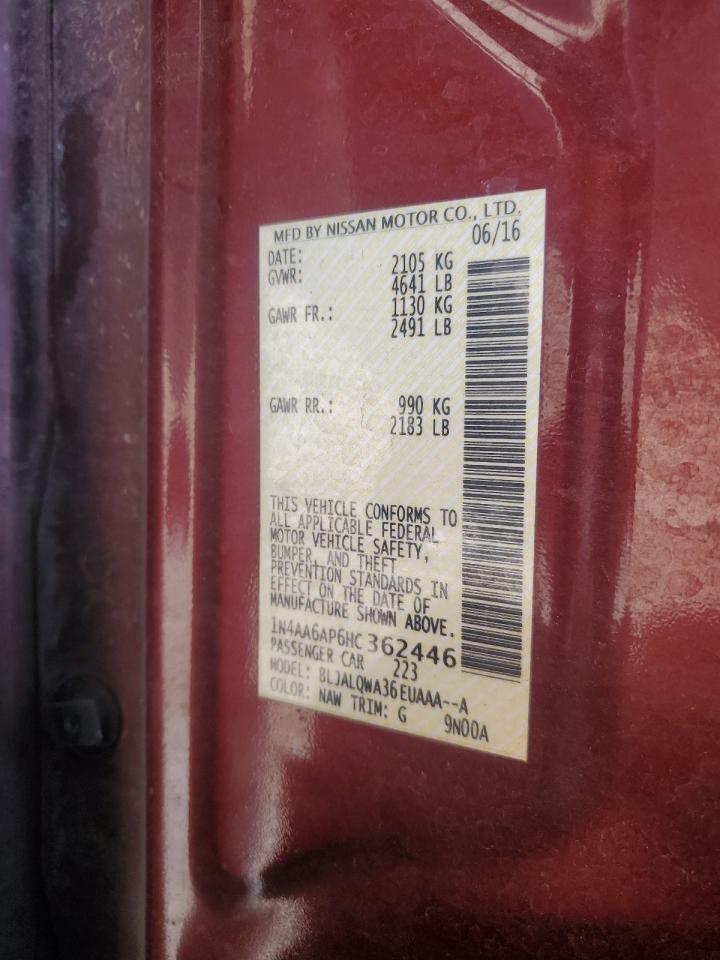 MFD BY NISSAN MOTOR CO., LTD.
DATE: 06/16
GVWR: 2105 KG
4641 LB
GAWR FR.: 1130 KG
2491 LB
GAWR RR.: 990 KG
2183 LB
THIS VEHICLE CONFORMS TO
ALL APPLICABLE FEDERAL
MOTOR VEHICLE SAFETY,
BUMPER, AND THEFT
PREVENTION STANDARDS IN
EFFECT ON THE DATE OF
MANUFACTURE SHOWN ABOVE.
1N4AA6AP6HC362446
PASSENGER CAR 223
MODEL: BLJALQWA36EUAAA--A
COLOR: NAW TRIM: G 9N00A